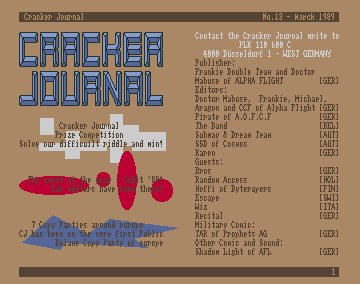 Cracker Journal No.13 - March 1989
CRACKER
JOURNAL
Cracker Journal
Prize Competition
Solve our difficult riddle and win!
7 Copy Parties around europe
CJ has been on the very first Public
Domine Copy Party of europe
Contact the Cracker Journal write to
PLK 110 600 C
4000 Düsseldorf 1 - WEST GERMANY
Publisher:
Frankie Double Team and Doctor
Mabuse of ALPHA FLIGHT [GER]
Editors:
Doctor Mabuse, Frankie, Michael,
Aragon and CCF of Alpha Flight [GER]
Pirate of A.O.F.C.F [GER]
The Band [BEL]
Subway & Dream Team [AUT]
SSD of Cosmos [AUT]
Karen [GER]
Guests:
Bros [GER]
Random Access [HOL]
Hoffi of Byterapers [FIN]
Escape [SWI]
Wiz [ITA]
Recital [GER]
Military Comic:
TAR of Prophets AG [GER]
Other Comic and Sound:
Shadow Light of AFL [GER]
1